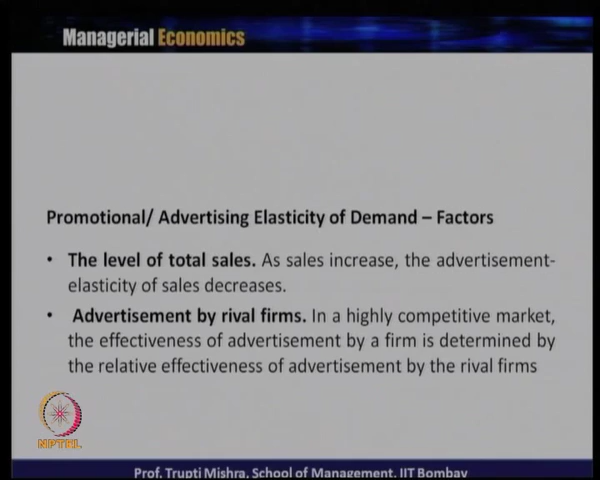 Managerial Economics
Promotional/ Advertising Elasticity of Demand – Factors
• The level of total sales. As sales increase, the advertisement-
elasticity of sales decreases.
• Advertisement by rival firms. In a highly competitive market,
the effectiveness of advertisement by a firm is determined by
the relative effectiveness of advertisement by the rival firms
NPTEL
Prof. Trupti Mishra, School of Management, IIT Bombay